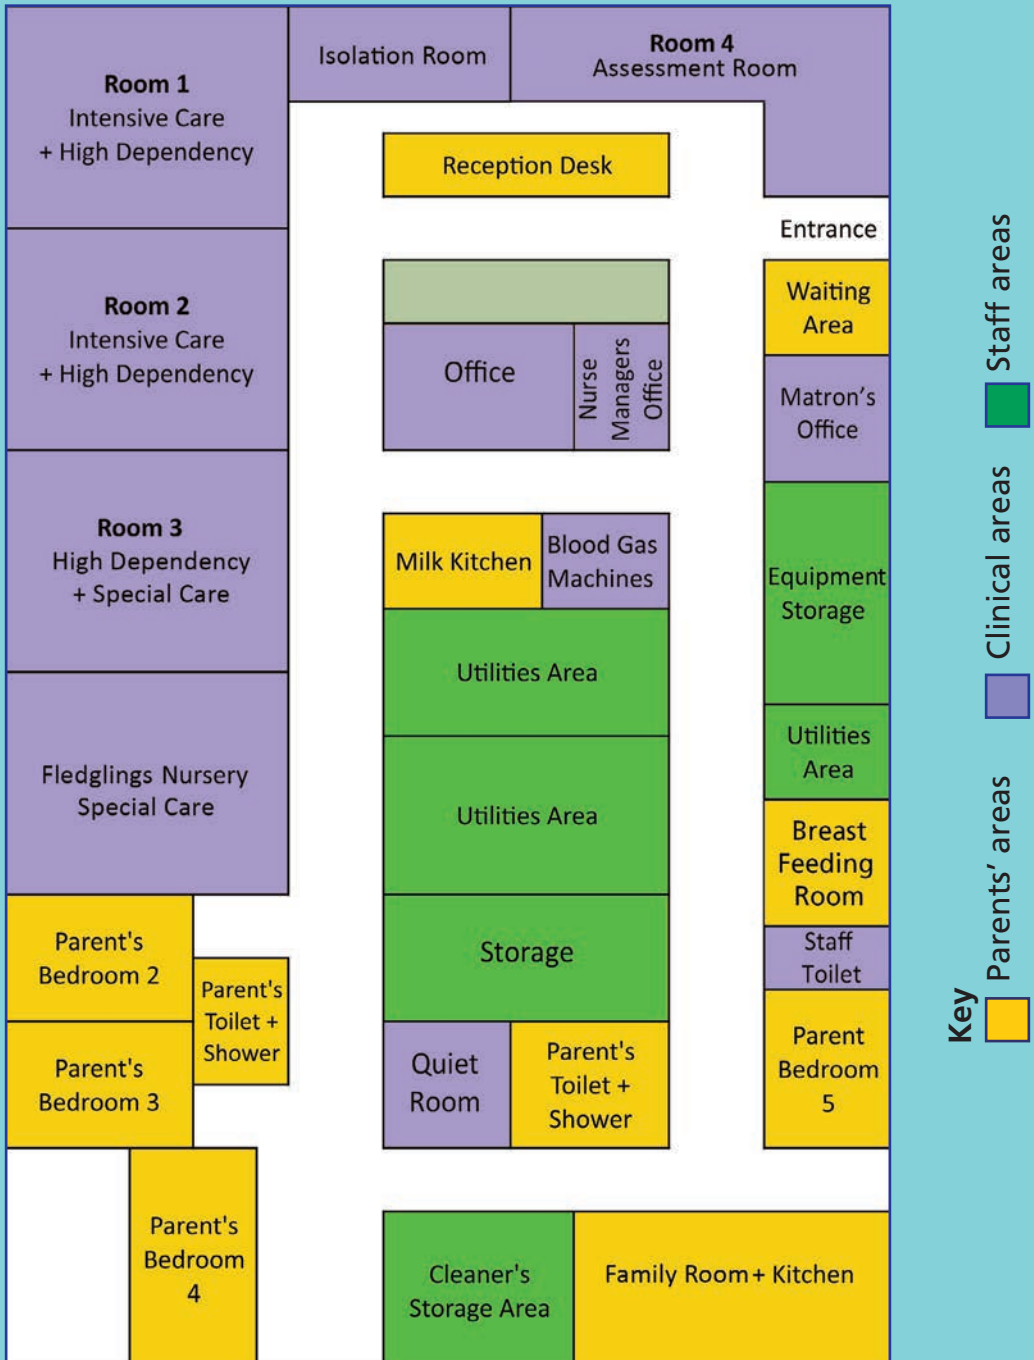 Room 1
Intensive Care
+ High Dependency
Isolation Room
Room 4
Assessment Room
Reception Desk
Entrance
Room 2
Intensive Care
+ High Dependency
Office
Nurse
Managers
Office
Waiting
Area
Matron's
Office
Room 3
High Dependency
+ Special Care
Milk Kitchen
Blood Gas
Machines
Equipment
Storage
Utilities Area
Utilities
Area
Fledglings Nursery
Special Care
Utilities Area
Breast
Feeding
Room
Parent's
Bedroom 2
Parent's
Toilet +
Shower
Storage
Staff
Toilet
Parent's
Bedroom 3
Quiet
Room
Parent's
Toilet +
Shower
Parent
Bedroom
5
Parent's
Bedroom
4
Cleaner's
Storage Area
Family Room + Kitchen
Key
Parents’ areas
Clinical areas
Staff areas